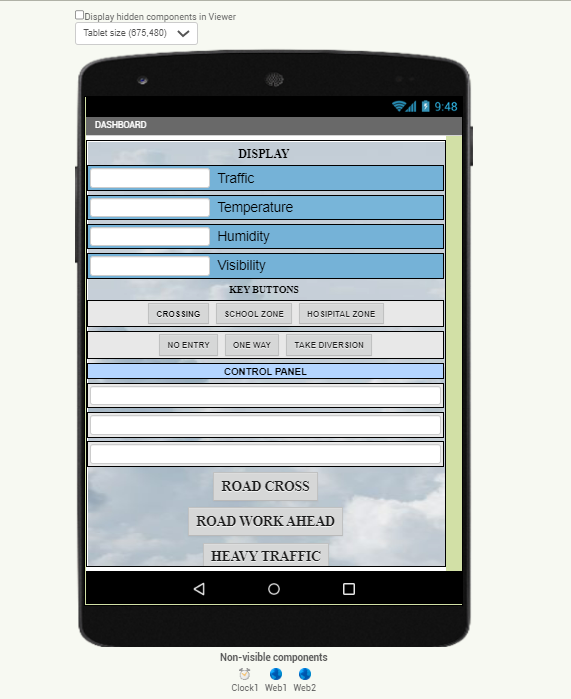 Display hidden components in Viewer
Tablet size (675,480)
9:48
DASHBOARD
DISPLAY
Traffic
Temperature
Humidity
Visibility
KEY BUTTONS
CROSSING SCHOOL ZONE HOSIPITAL ZONE
NO ENTRY ONE WAY TAKE DIVERSION
CONTROL PANEL
ROAD CROSS
ROAD WORK AHEAD
HEAVY TRAFFIC
Non-visible components
Clock1 Web1 Web2